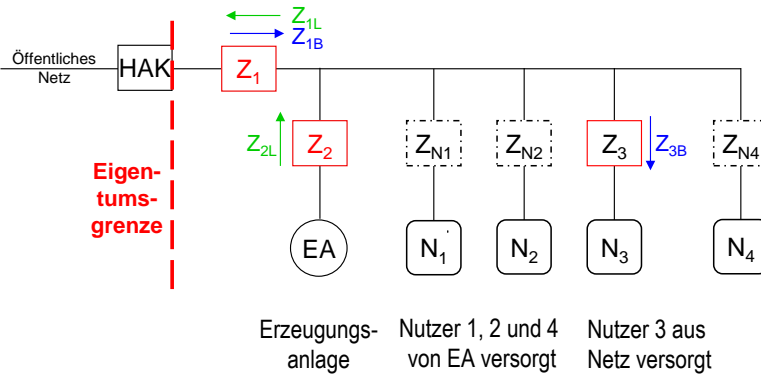 Z1L
Z1B
Öffentliches
Netz
HAK
Z1
Z2L
Z2
ZN1
ZN2
Z3
Z3B
ZN4
Eigen-
tums-
grenze
EA
N1
N2
N3
N4
Erzeugungs-
anlage
Nutzer 1, 2 und 4
von EA versorgt
Nutzer 3 aus
Netz versorgt